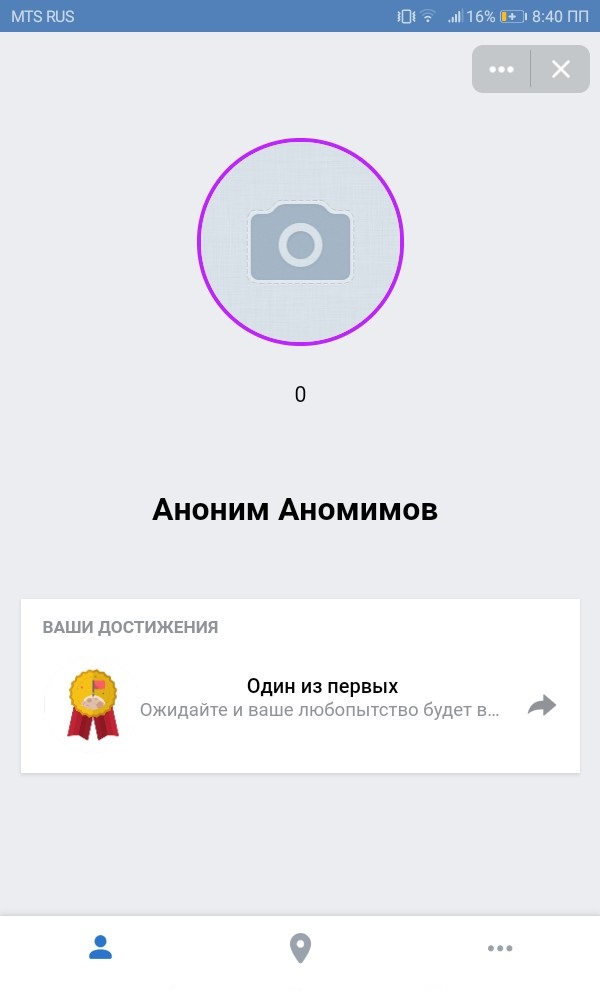 MTS RUS 16% 8:40 ПП
0
Аноним Аномимов
ВАШИ ДОСТИЖЕНИЯ
Один из первых
Ожидайте и ваше любопытство будет в...